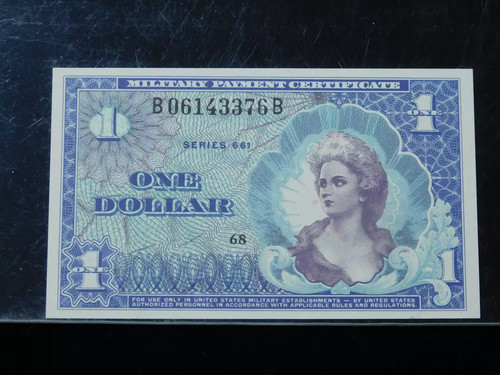 MILITARY PAYMENT CERTIFICATE
B06143376B
1
1
ONE
SERIES 661
ONE
DOLLAR
68
1
ONE
1
FOR USE ONLY IN UNITED STATES MILITARY ESTABLISHMENTS — BY UNITED STATES
AUTHORIZED PERSONNEL IN ACCORDANCE WITH APPLICABLE RULES AND REGULATIONS.